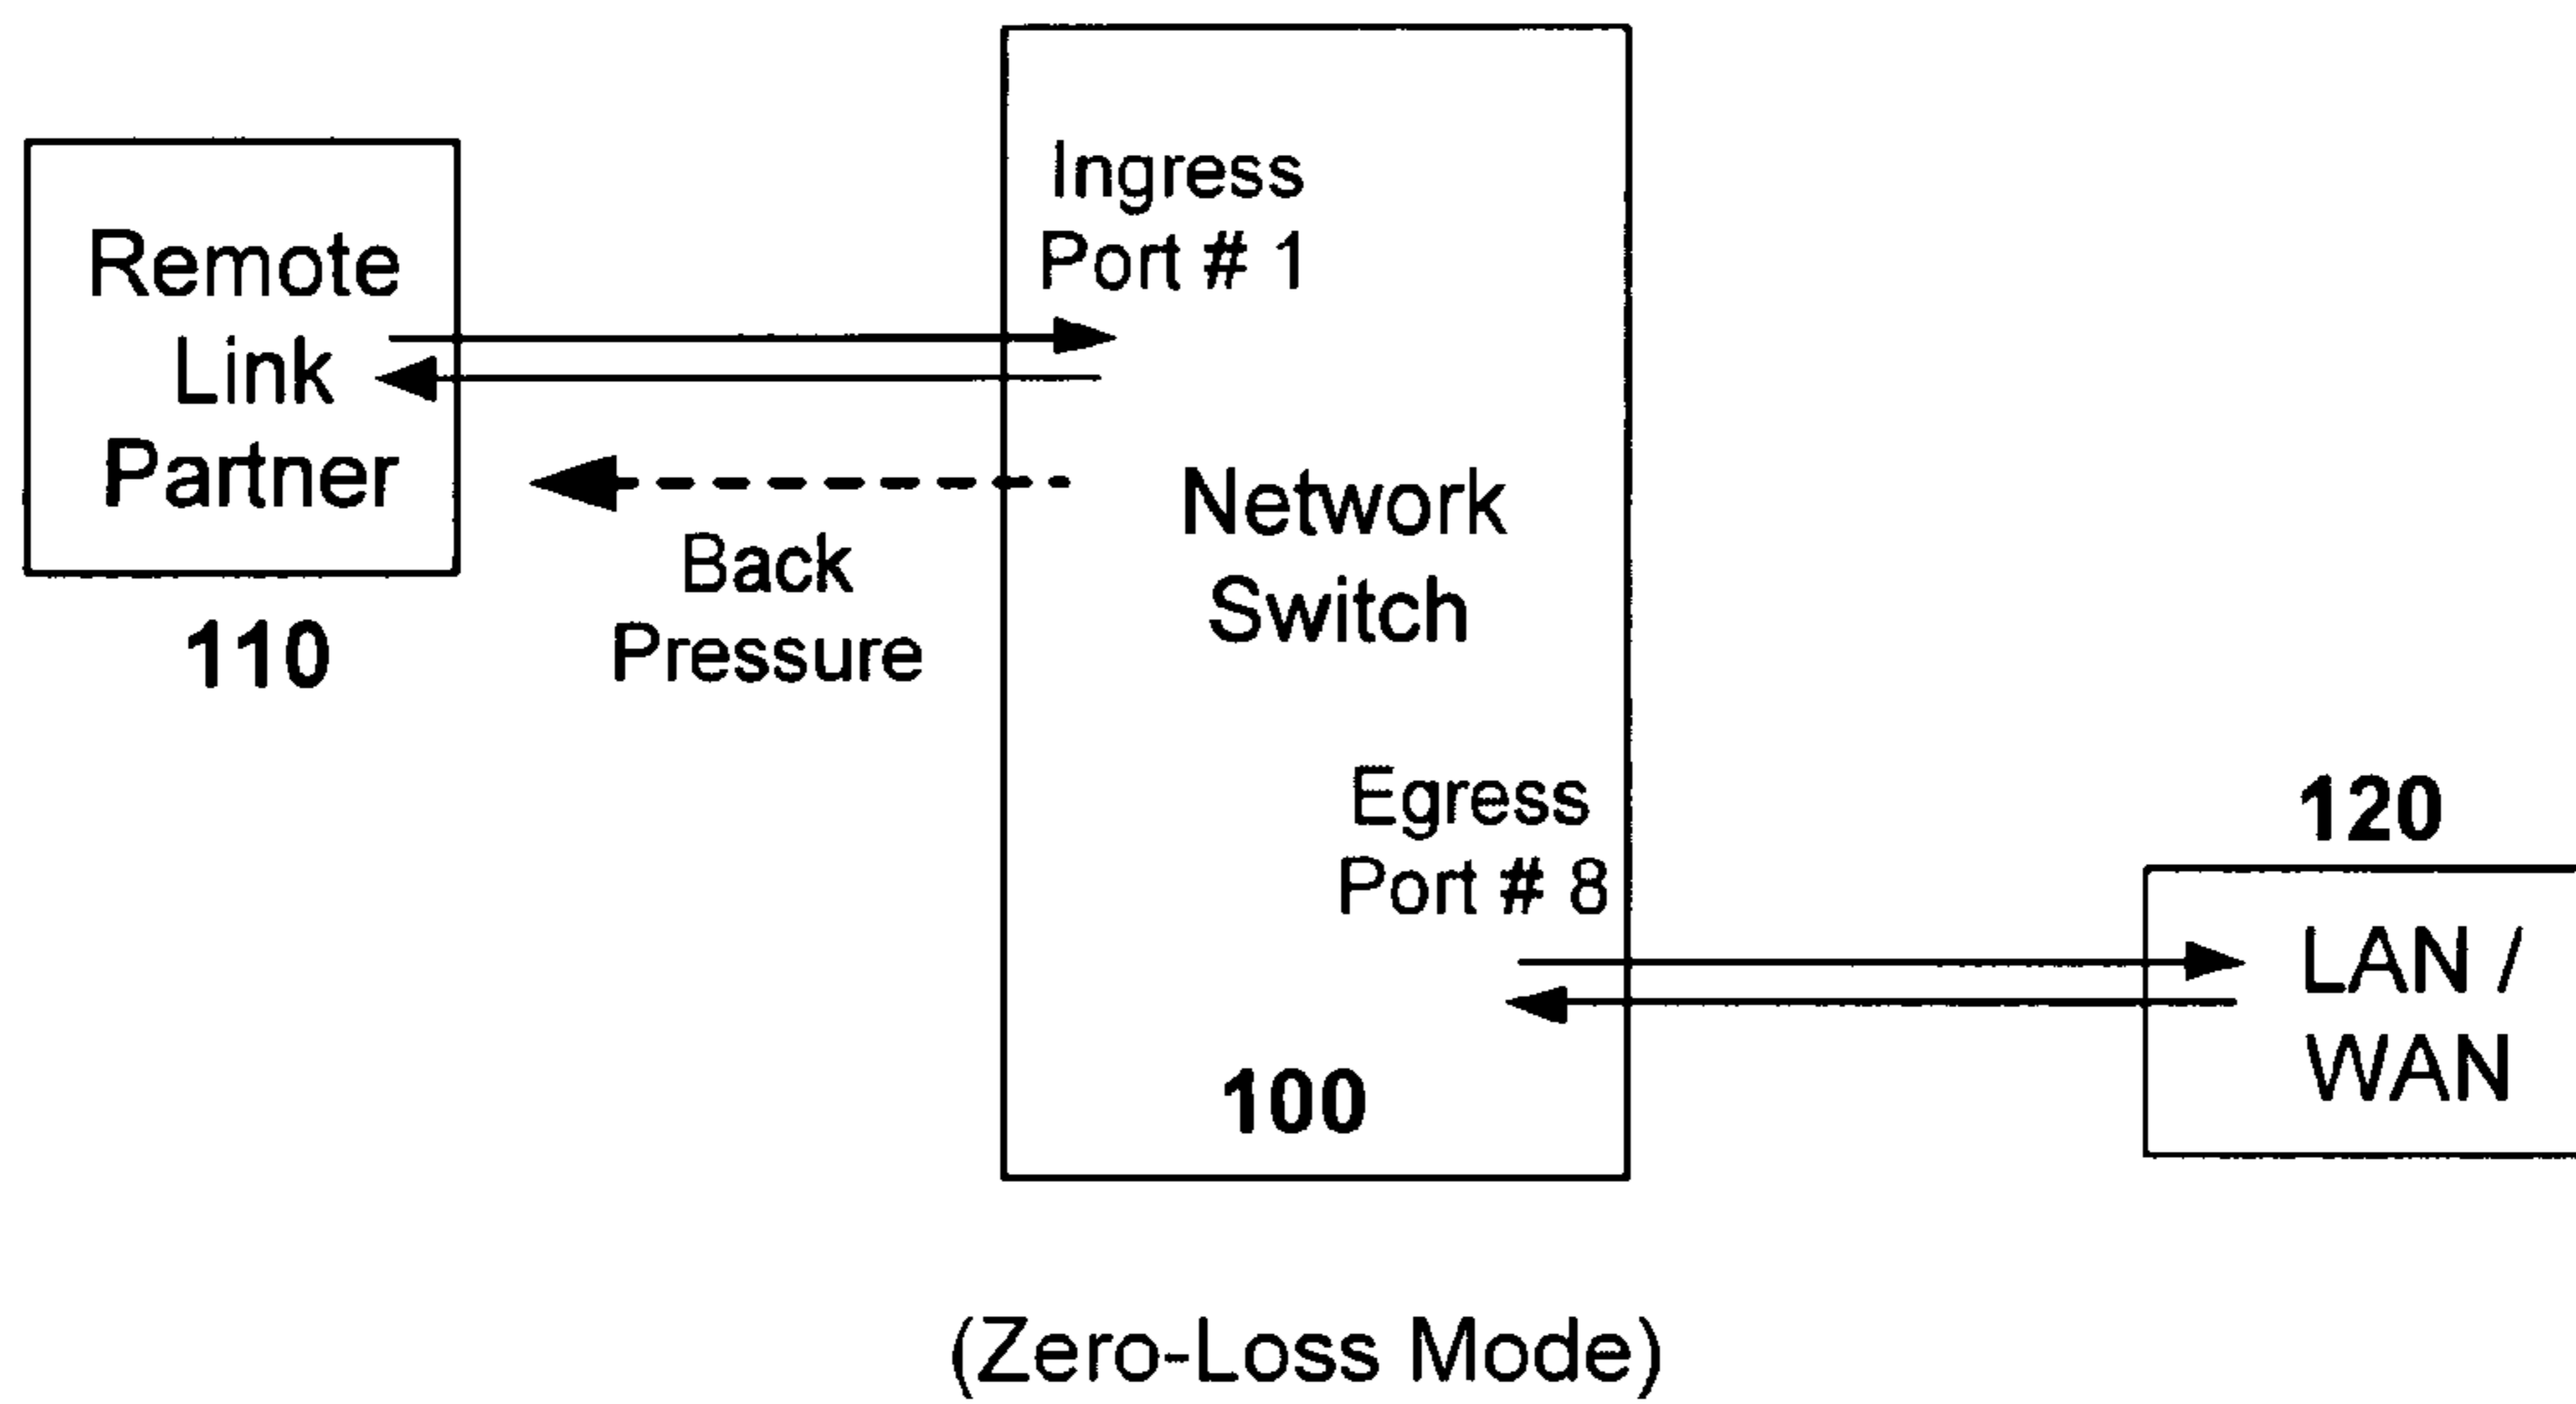 Remote
Link
Partner
110
Back
Pressure
Ingress
Port # 1
Network
Switch
Egress
Port # 8
100
120
LAN /
WAN
(Zero-Loss Mode)